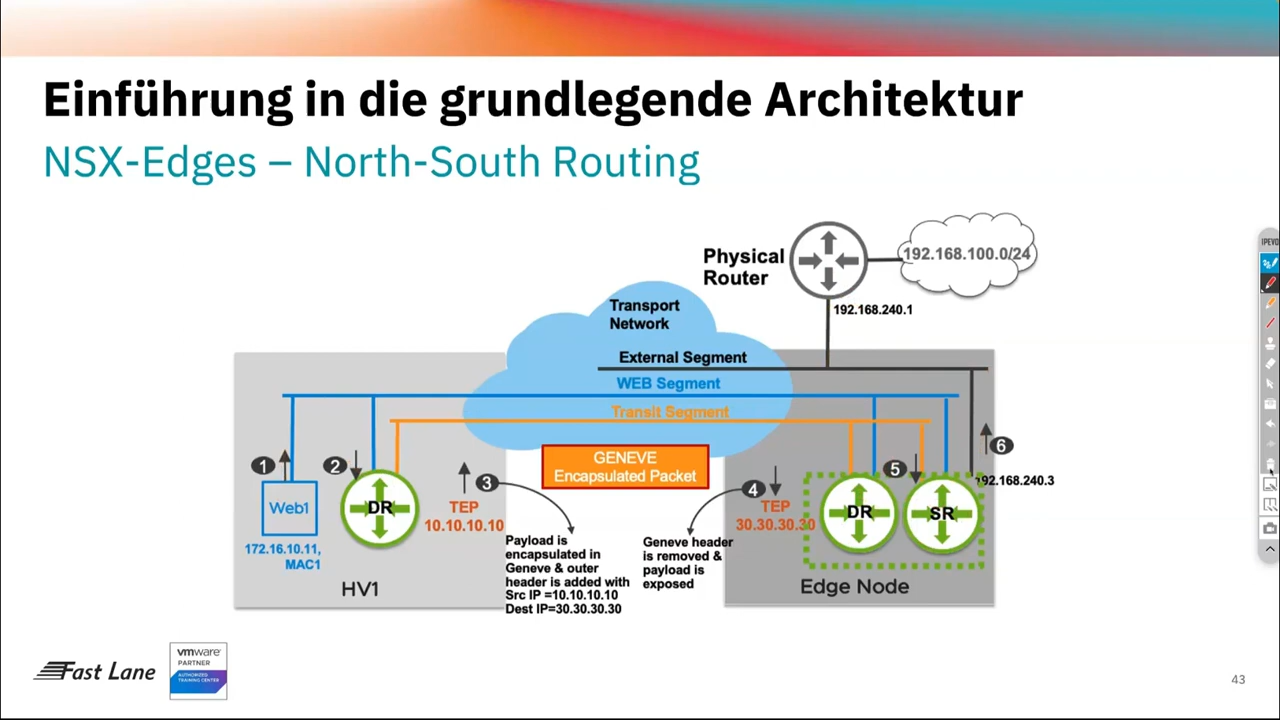 Einführung in die grundlegende Architektur
NSX-Edges – North-South Routing
Physical
Router
192.168.100.0/24
192.168.240.1
Transport
Network
External Segment
WEB Segment
Transit Segment
GENEVE
Encapsulated Packet
1
2
3
4
5
6
192.168.240.3
Web1
172.16.10.11,
MAC1
DR
TEP
10.10.10.10
HV1
Payload is
encapsulated in
Geneve & outer
header is added with
Src IP =10.10.10.10
Dest IP=30.30.30.30
Geneve header
is removed &
payload is
exposed
TEP
30.30.30.30
DR
SR
Edge Node
Fast Lane
vmware
PARTNER
AUTHORIZED
TRAINING CENTER
43
IPEVO